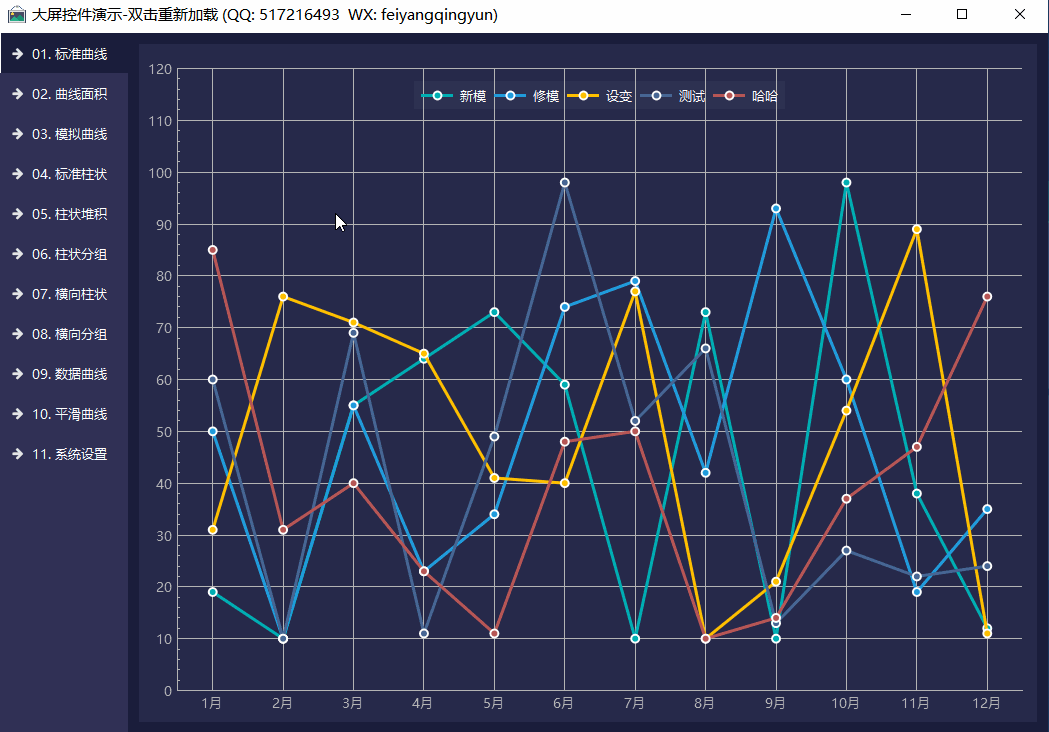 大屏控件演示-双击重新加载 (QQ: 517216493  WX: feiyangqingyun)
01. 标准曲线
02. 曲线面积
03. 模拟曲线
04. 标准柱状
05. 柱状堆积
06. 柱状分组
07. 横向柱状
08. 横向分组
09. 数据曲线
10. 平滑曲线
11. 系统设置
新模 修模 设变 测试 哈哈
120
110
100
90
80
70
60
50
40
30
20
10
0
1月 2月 3月 4月 5月 6月 7月 8月 9月 10月 11月 12月